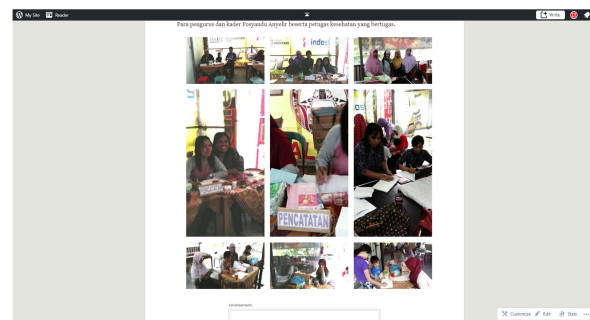 My Site Reader Write
Para pengurus dan kader Posyandu Anyelir beserta petugas kesehatan yang bertugas.
indos
PENCATATAN
Advertisements
Customize Edit Stats ...